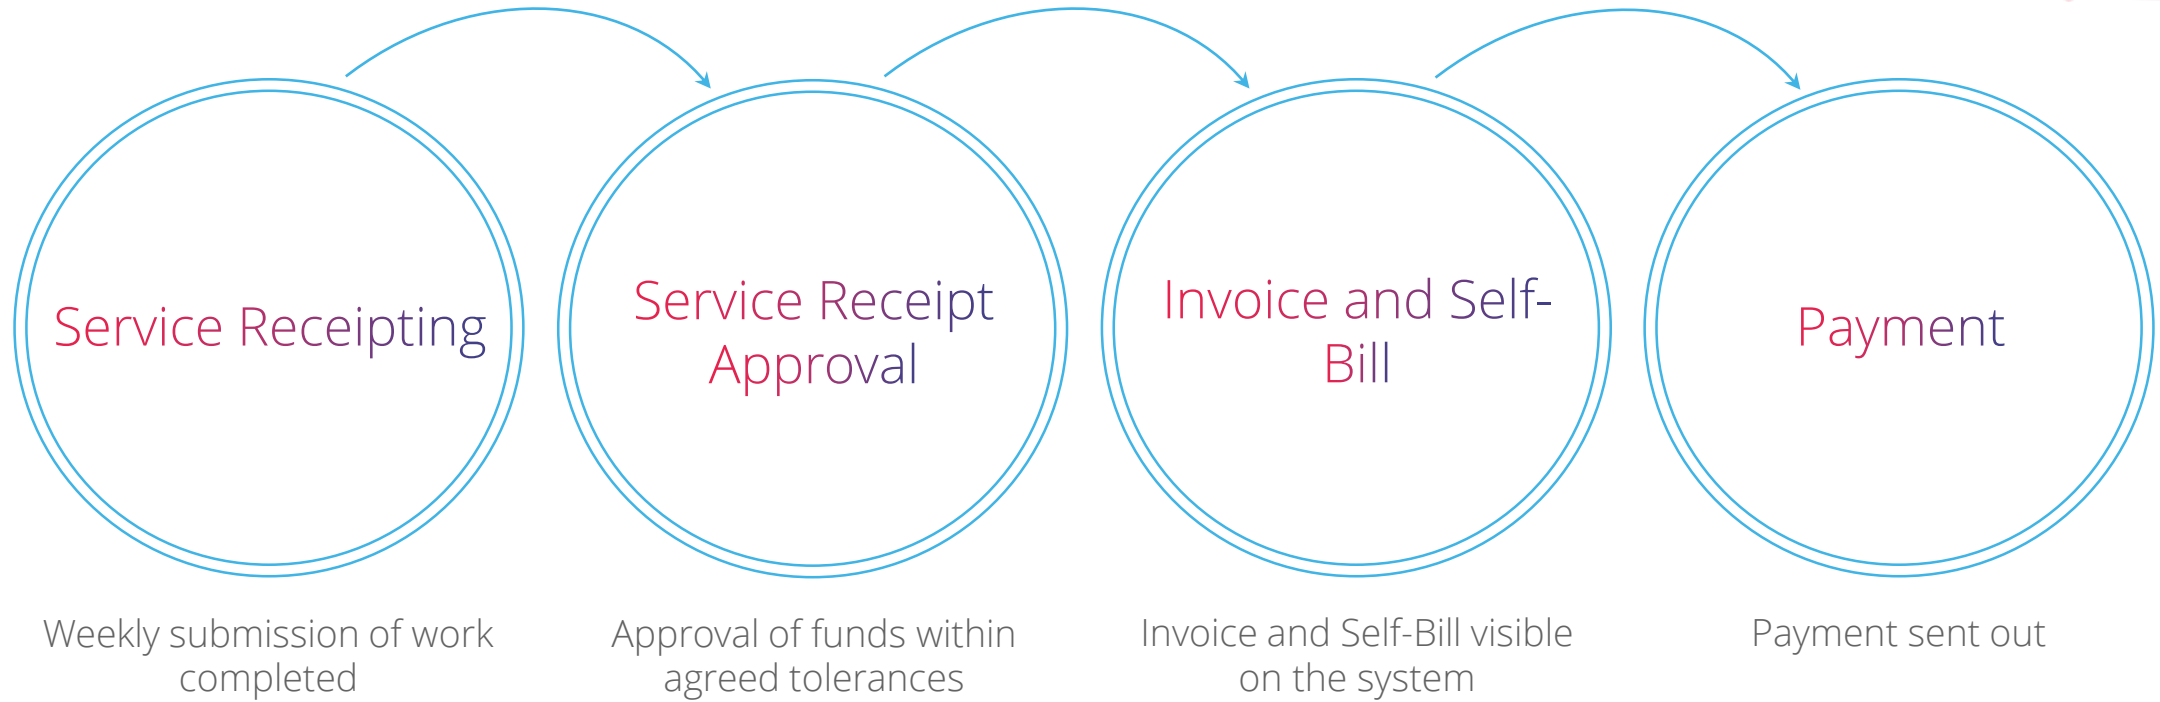 Service Receipting
Service Receipt
Approval
Invoice and Self-
Bill
Payment
Weekly submission of work
completed
Approval of funds within
agreed tolerances
Invoice and Self-Bill visible
on the system
Payment sent out